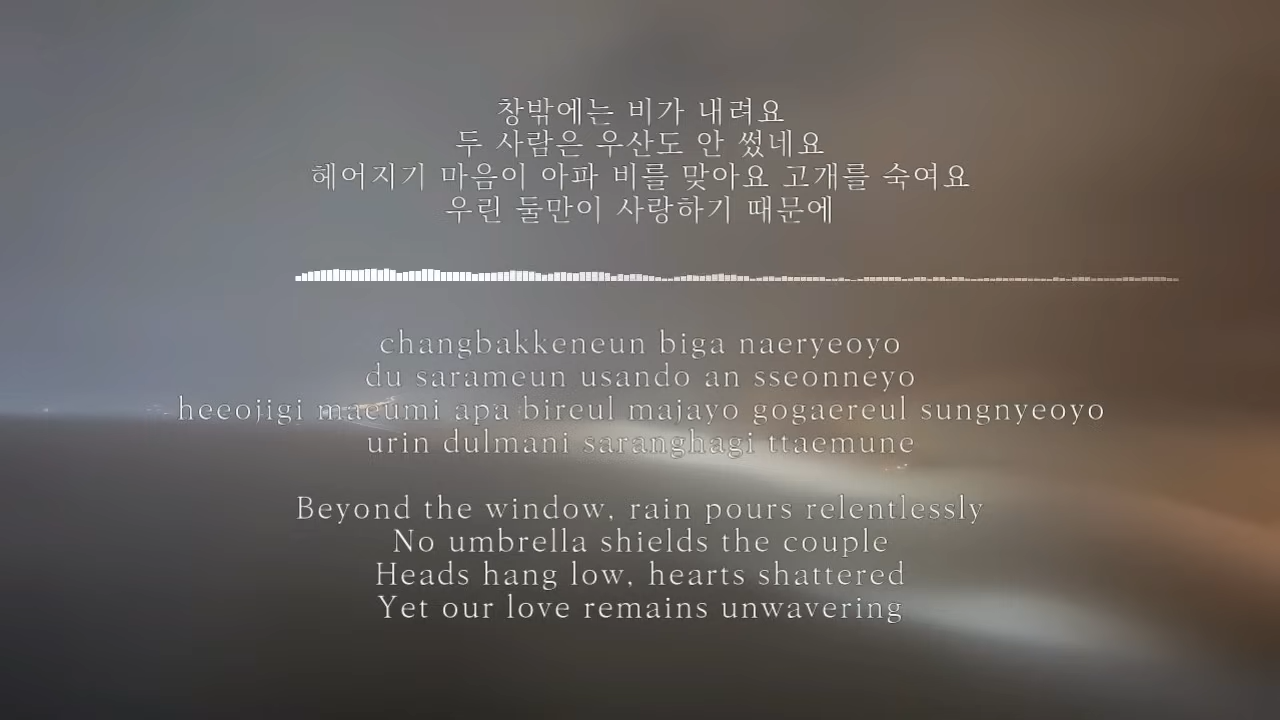 창밖에는 비가 내려요
두 사람은 우산도 안 썼네요
헤어지기 마음이 아파 비를 맞아요 고개를 숙여요
우린 둘만이 사랑하기 때문에
changbakkeneun biga naeryeoyo
du sarameun usando an sseonneyo
heeojigi maeumi apa bireul majayo gogaereul sungnyeoyo
urin dulmani saranghagi ttaemune
Beyond the window, rain pours relentlessly
No umbrella shields the couple
Heads hang low, hearts shattered
Yet our love remains unwavering